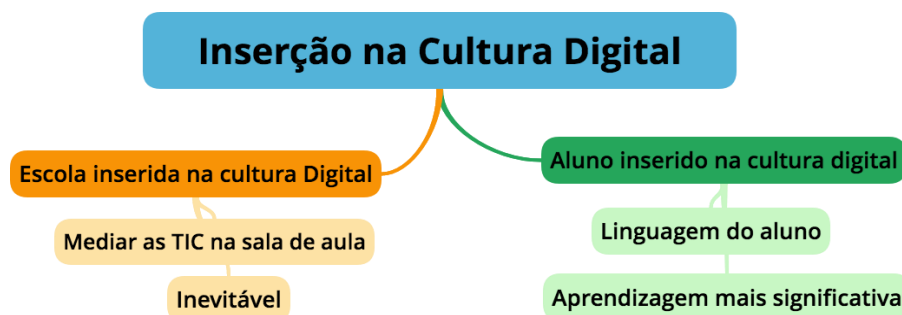 Inserção na Cultura Digital
Escola inserida na cultura Digital
Mediar as TIC na sala de aula
Inevitável
Aluno inserido na cultura digital
Linguagem do aluno
Aprendizagem mais significativa